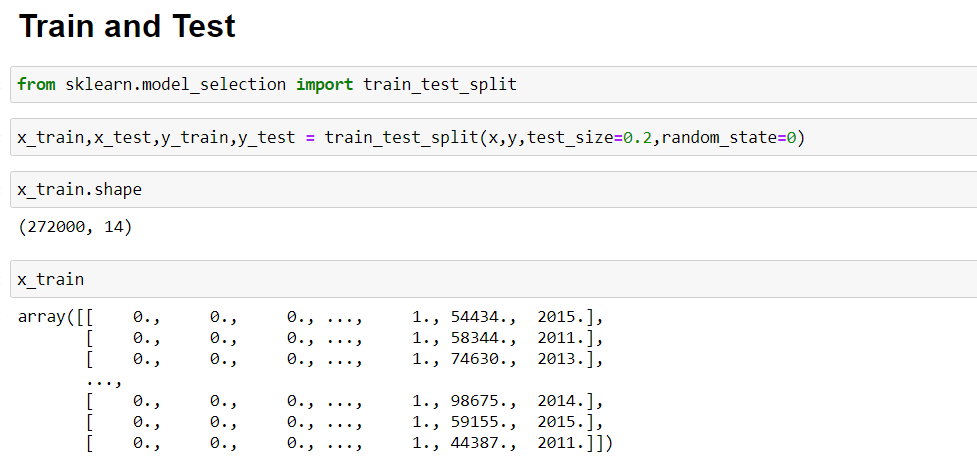 Train and Test
from sklearn.model_selection import train_test_split
x_train,x_test,y_train,y_test = train_test_split(x,y,test_size=0.2,random_state=0)
x_train.shape
(272000, 14)
x_train
array([[    0.,     0.,     0., ...,     1., 54434.,  2015.],
       [    0.,     0.,     0., ...,     1., 58344.,  2011.],
       [    0.,     0.,     0., ...,     1., 74630.,  2013.],
       ...,
       [    0.,     0.,     0., ...,     1., 98675.,  2014.],
       [    0.,     0.,     0., ...,     1., 59155.,  2015.],
       [    0.,     0.,     0., ...,     1., 44387.,  2011.]])